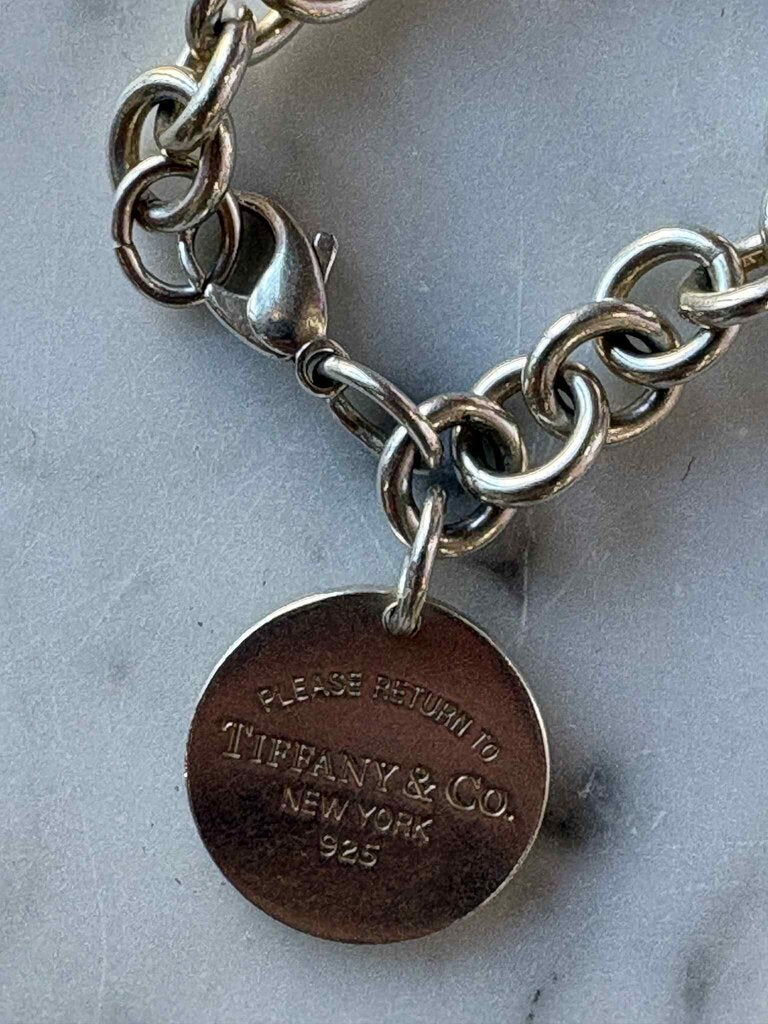 PLEASE RETURN TO
TIFFANY & CO.
NEW YORK
925